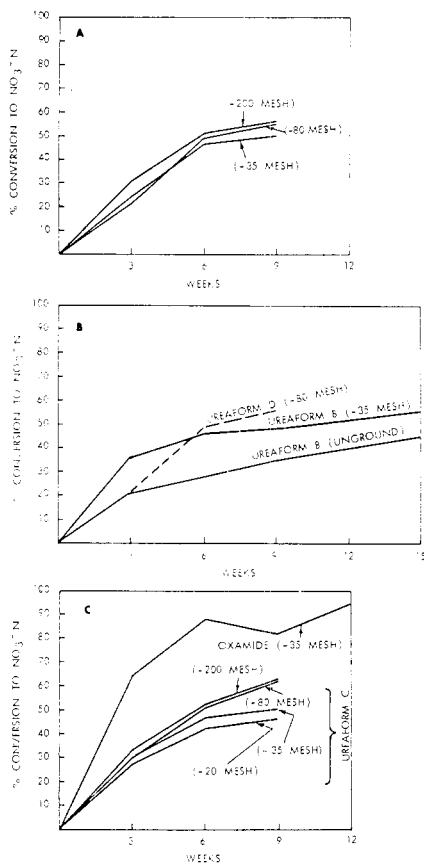 A
% CONVERSION TO NO3- N
100
90
80
70
60
50
40
30
20
10
-200 MESH)
(-80 MESH)
(-35 MESH)
3
6
9
12
WEEKS
B
CONVERSION TO NO3- N
100
90
80
70
60
50
40
30
20
10
UREAFORM D (-80 MESH)
UREAFORM B (-35 MESH)
UREAFORM B (UNGROUND)
6
9
12
15
WEEKS
C
% CONVERSION TO NO3- N
100
90
80
70
60
50
40
30
20
10
OXAMIDE (-35 MESH)
(-200 MESH)
(-80 MESH)
(-35 MESH)
(-20 MESH)
UREAFORM C
3
6
9
12
WEEKS